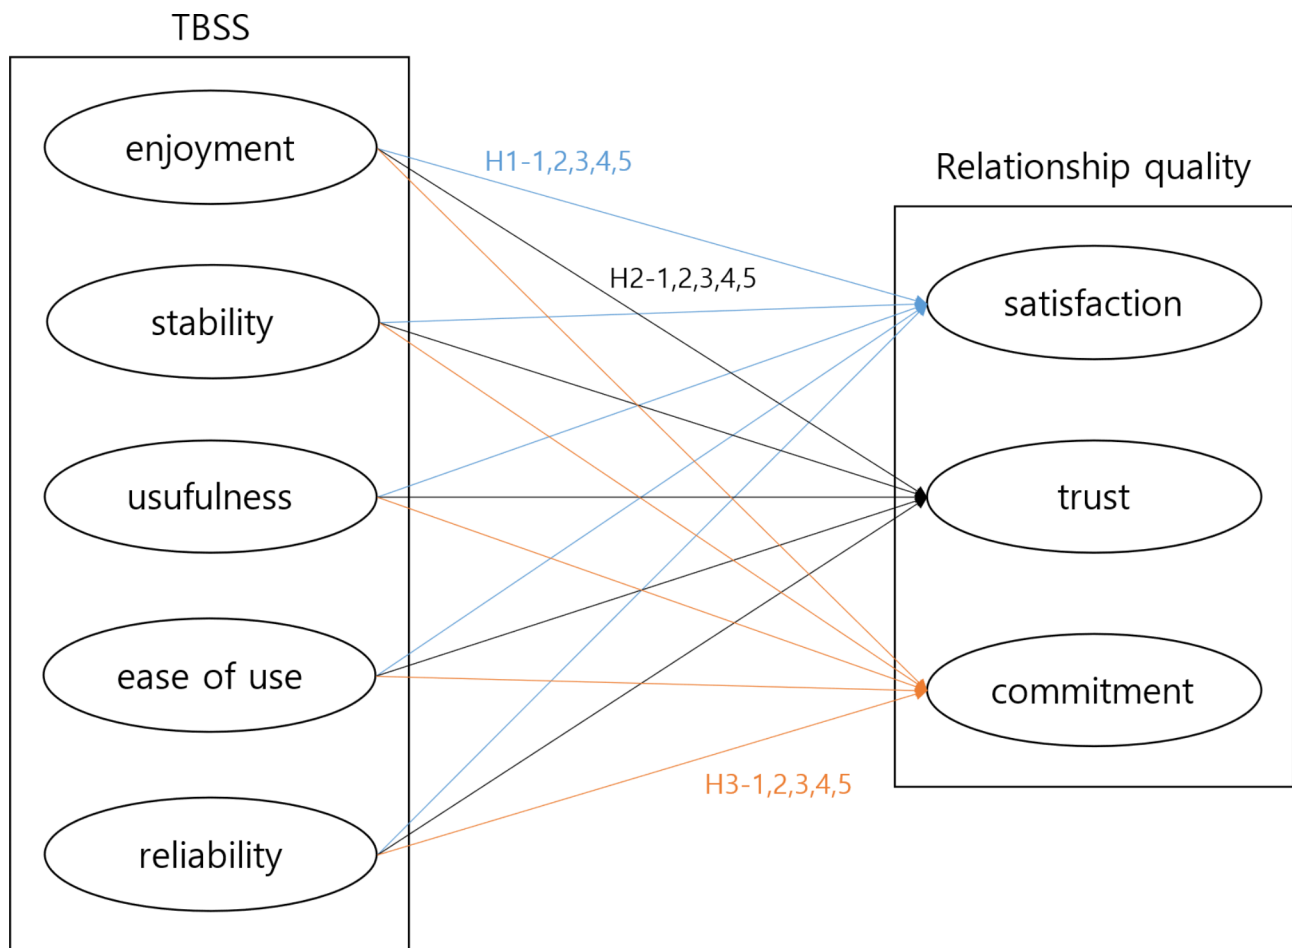 TBSS
enjoyment
stability
usufulness
ease of use
reliability
H1-1,2,3,4,5
H2-1,2,3,4,5
H3-1,2,3,4,5
Relationship quality
satisfaction
trust
commitment